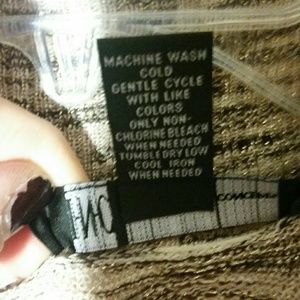 MACHINE WASH
COLD
GENTLE CYCLE
WITH LIKE
COLORS
ONLY NON-
CHLORINE BLEACH
WHEN NEEDED
TUMBLE DRY LOW
COOL IRON
WHEN NEEDED